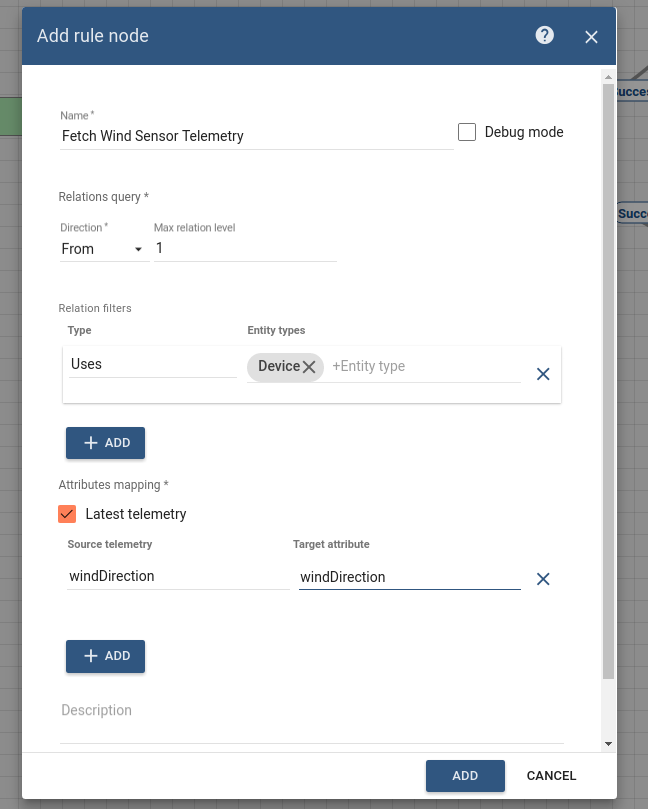 Add rule node
?
Name *
Fetch Wind Sensor Telemetry
Debug mode
Relations query *
Direction *
Max relation level
From
1
Relation filters
Type
Entity types
Uses
Device
+Entity type
+ ADD
Attributes mapping *
Latest telemetry
Source telemetry
Target attribute
windDirection
windDirection
+ ADD
Description
ADD
CANCEL